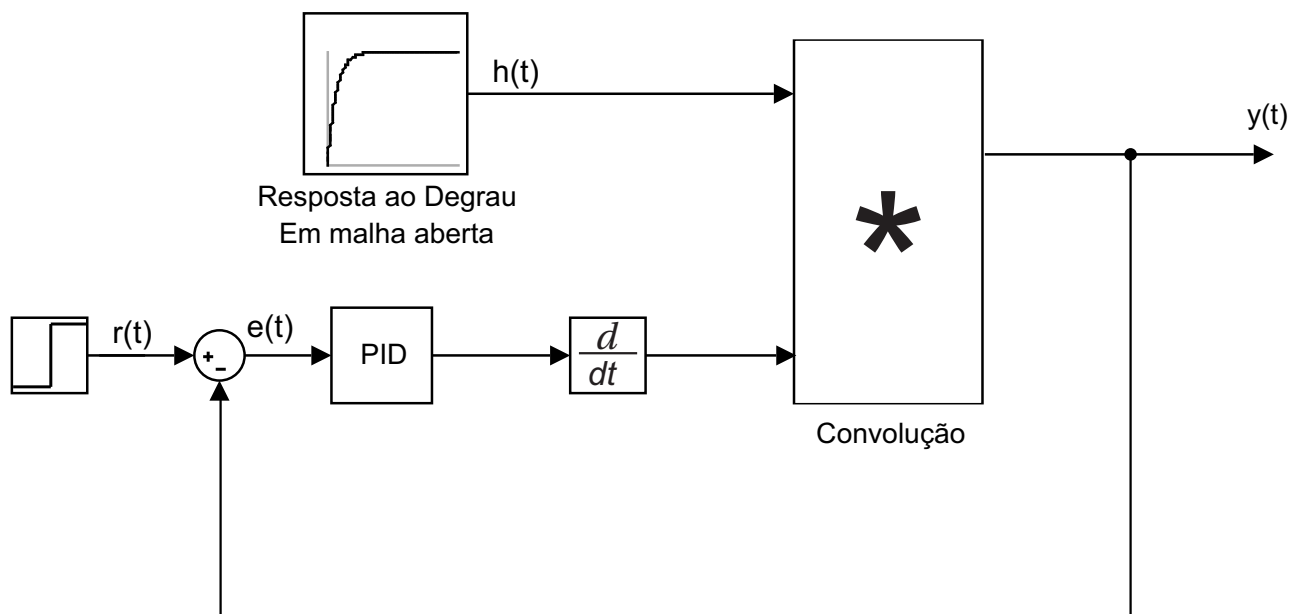 h(t)
y(t)
Resposta ao Degrau
Em malha aberta
*
r(t)
+
-
e(t)
PID
d
dt
Convolução